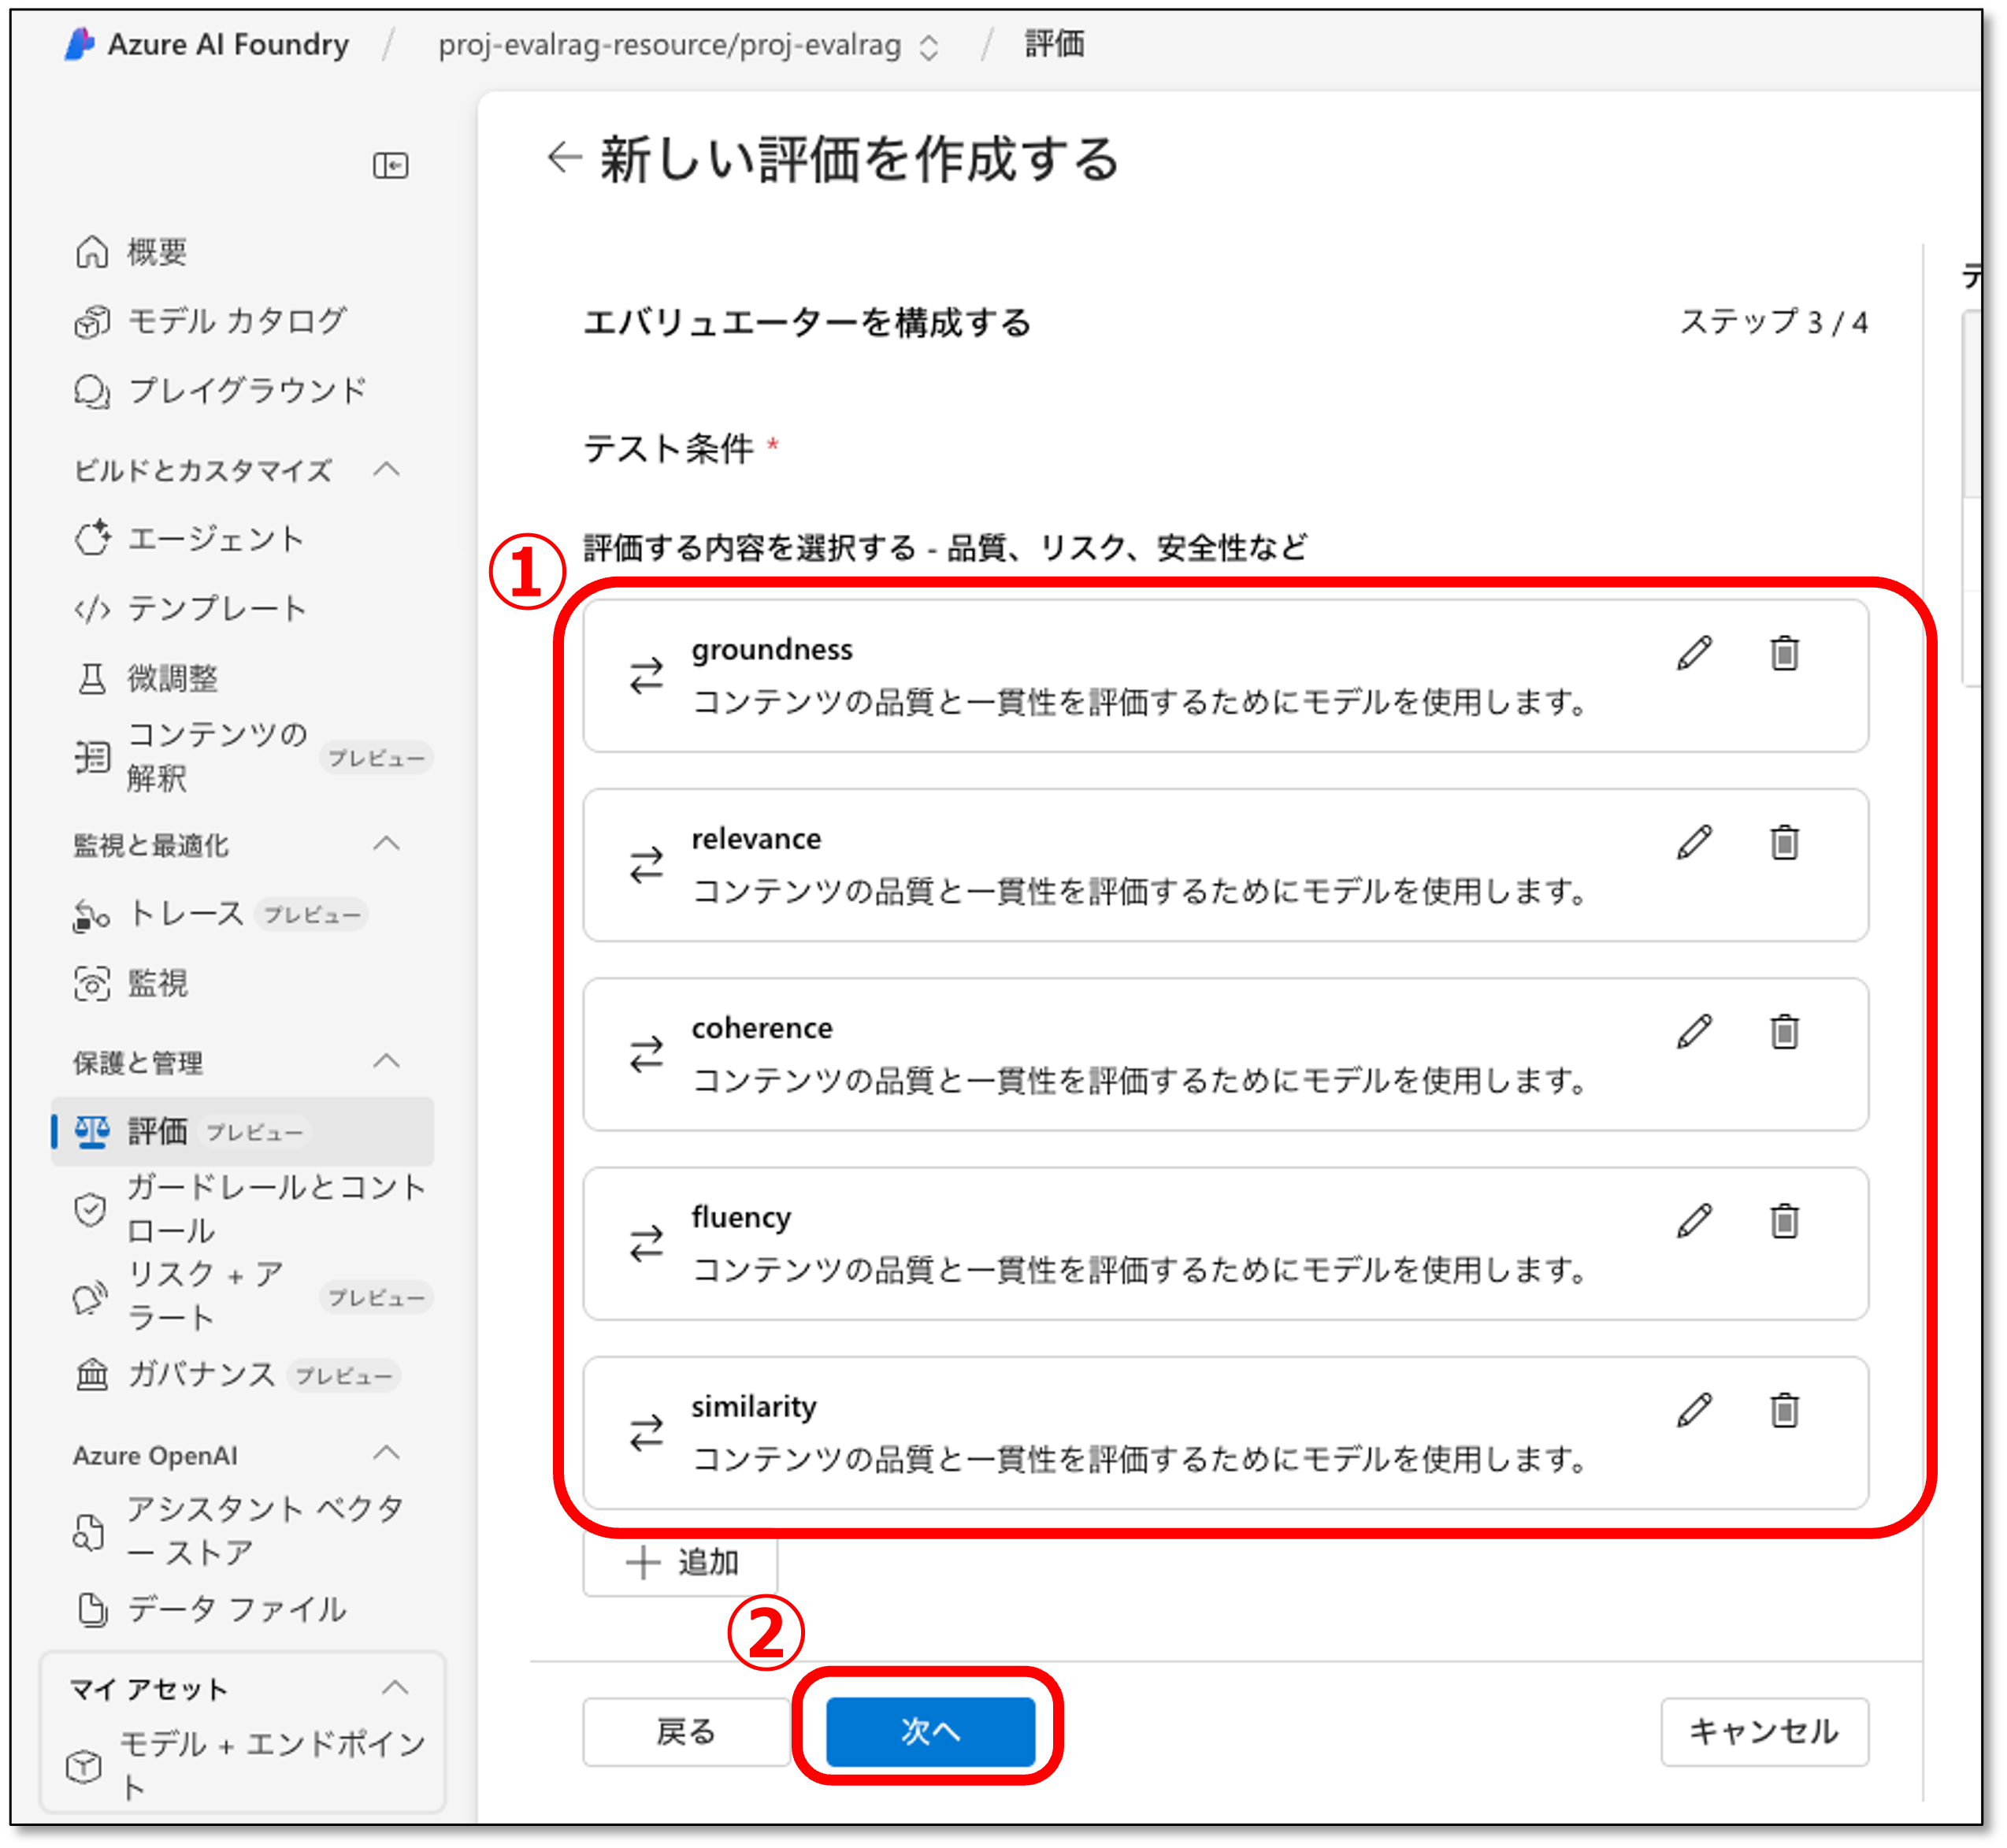 Azure AI Foundry / proj-evalrag-resource/proj-evalrag / 評価
概要
モデル カタログ
プレイグラウンド
ビルドとカスタマイズ
エージェント
テンプレート
微調整
コンテンツの
解釈 プレビュー
監視と最適化
トレース プレビュー
監視
保護と管理
評価 プレビュー
ガードレールとコント
ロール
リスク + ア
ラート プレビュー
ガバナンス プレビュー
Azure OpenAI
アシスタント ベクタ
ー ストア
データ ファイル
マイ アセット
モデル + エンドポイン
ト
← 新しい評価を作成する
エバリュエーターを構成する
ステップ 3 / 4
テスト条件 *
評価する内容を選択する - 品質、リスク、安全性など
①
groundness
コンテンツの品質と一貫性を評価するためにモデルを使用します。
relevance
コンテンツの品質と一貫性を評価するためにモデルを使用します。
coherence
コンテンツの品質と一貫性を評価するためにモデルを使用します。
fluency
コンテンツの品質と一貫性を評価するためにモデルを使用します。
similarity
コンテンツの品質と一貫性を評価するためにモデルを使用します。
＋ 追加
②
戻る
次へ
キャンセル